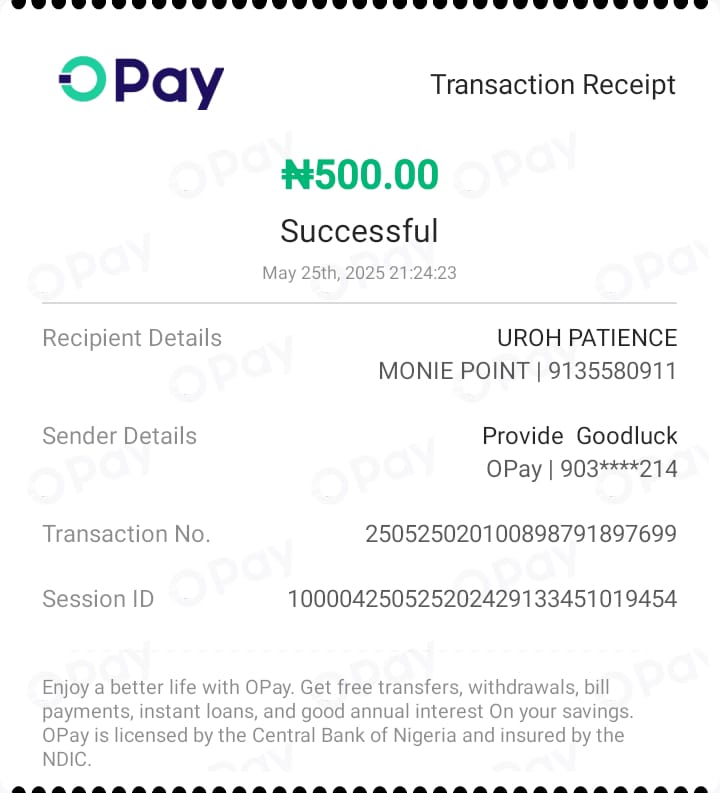 OPay
Transaction Receipt
₦500.00
Successful
May 25th, 2025 21:24:23
Recipient Details
UROH PATIENCE
MONIE POINT | 9135580911
Sender Details
Provide  Goodluck
OPay | 903****214
Transaction No.
250525020100898791897699
Session ID
100004250525202429133451019454
Enjoy a better life with OPay. Get free transfers, withdrawals, bill
payments, instant loans, and good annual interest On your savings.
OPay is licensed by the Central Bank of Nigeria and insured by the
NDIC.